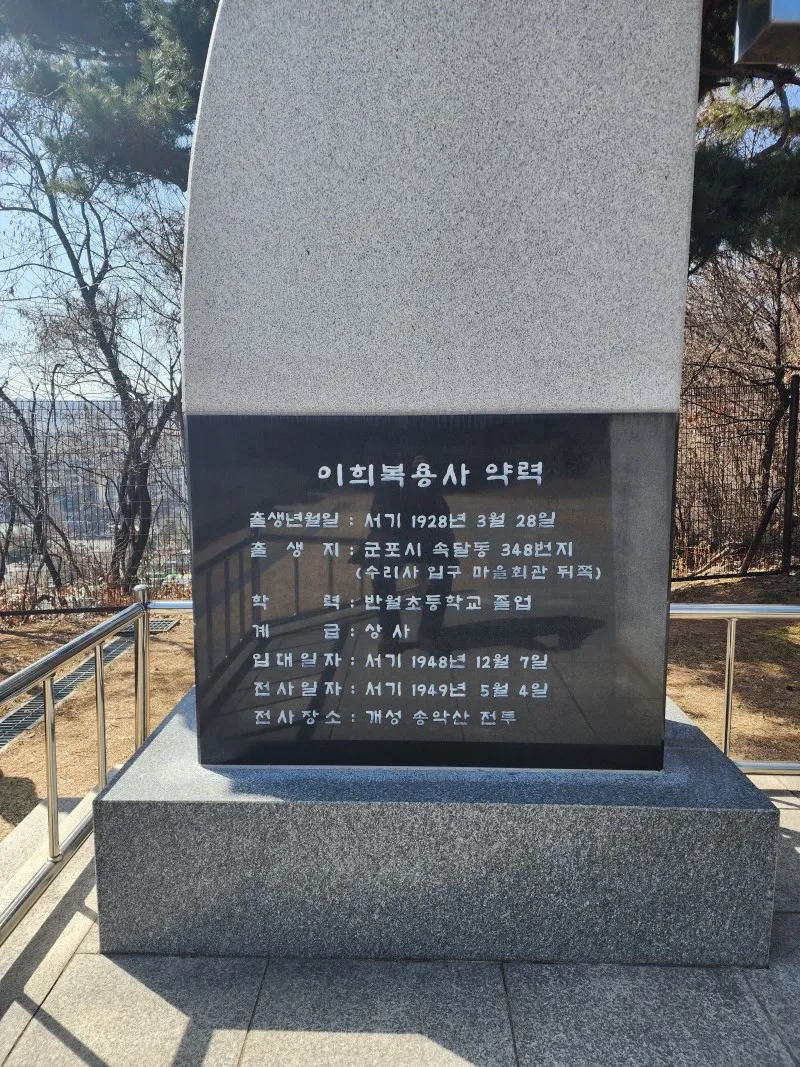 이희복용사 약력
출생년월일 : 서기 1928년 3월 28일
출 생 지 : 군포시 속달동 348번지
(수리사 입구 마을회관 뒤쪽)
학 력 : 반월초등학교 졸업
계 급 : 상사
입대일자 : 서기 1948년 12월 7일
전사일자 : 서기 1949년 5월 4일
전사장소 : 개성 송악산 전투